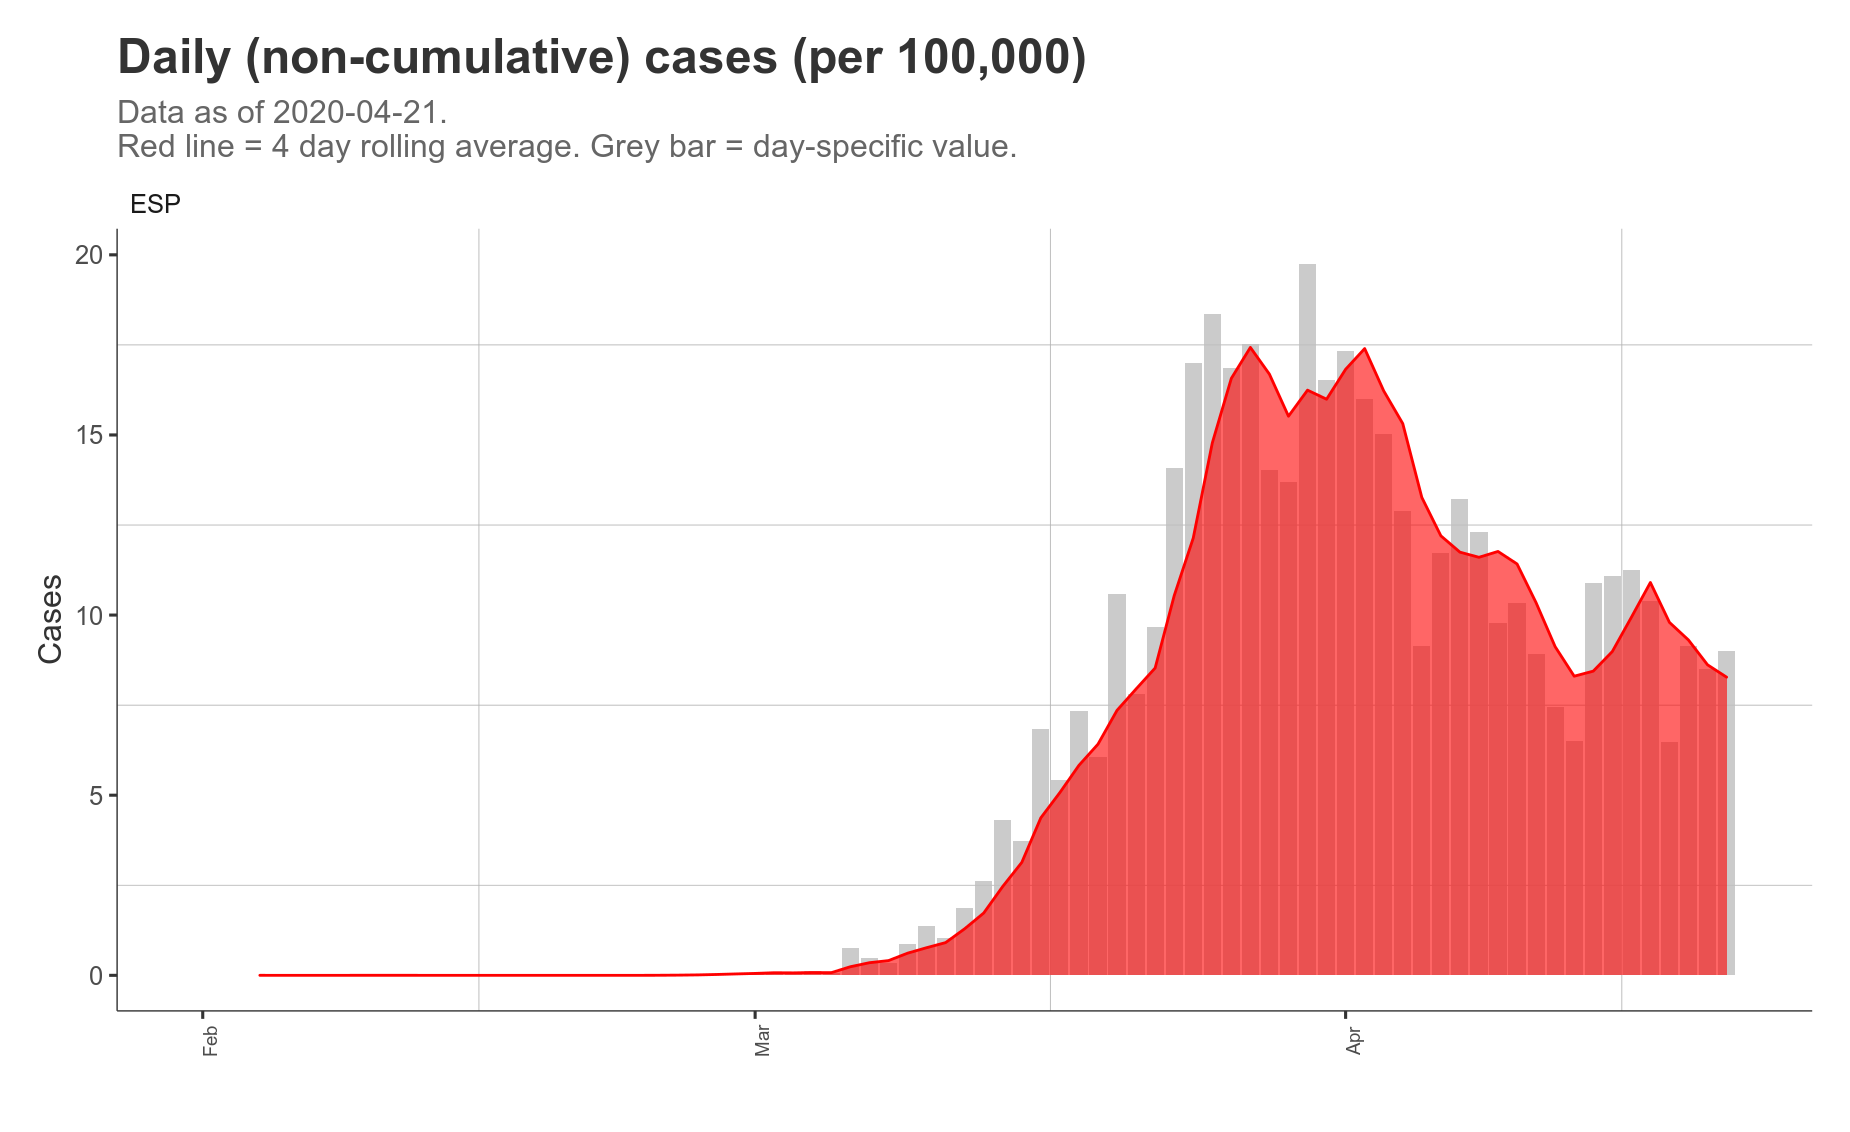 Daily (non-cumulative) cases (per 100,000)
Data as of 2020-04-21.
Red line = 4 day rolling average. Grey bar = day-specific value.
ESP
20
15
10
5
0
Cases
Feb
Mar
Apr